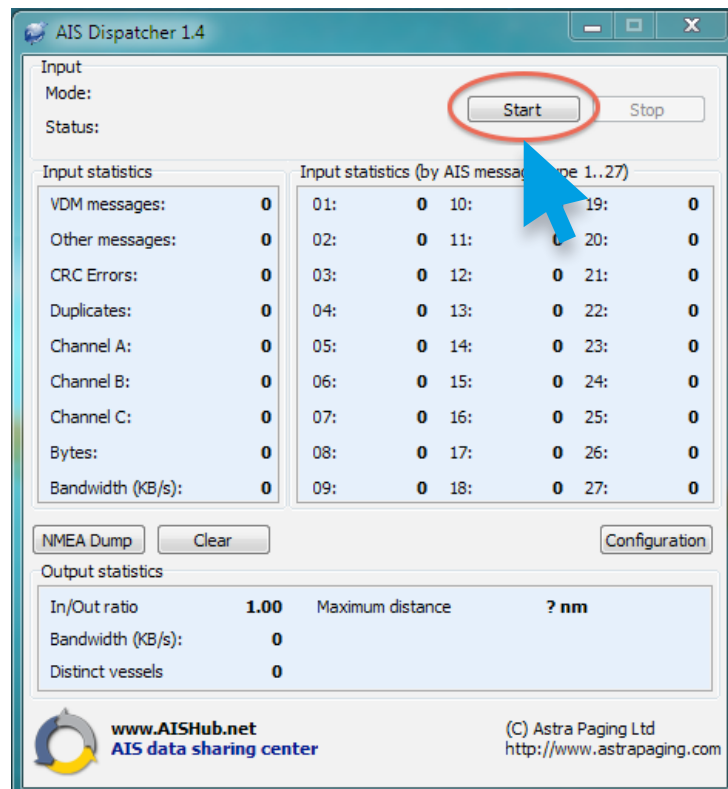 AIS Dispatcher 1.4
Input
Mode:
Start Stop
Status:
Input statistics Input statistics (by AIS 1..27)
VDM messages: 0 01: 0 10: 19: 0
Other messages: 0 02: 0 11: 0 20: 0
CRC Errors: 0 03: 0 12: 0 21: 0
Duplicates: 0 04: 0 13: 0 22: 0
Channel A: 0 05: 0 14: 0 23: 0
Channel B: 0 06: 0 15: 0 24: 0
Channel C: 0 07: 0 16: 0 25: 0
Bytes: 0 08: 0 17: 0 26: 0
Bandwidth (KB/s): 0 09: 0 18: 0 27: 0
NMEA Dump Clear Configuration
Output statistics
In/Out ratio 1.00 Maximum distance ? nm
Bandwidth (KB/s): 0
Distinct vessels 0
www.AISHub.net (C) Astra Paging Ltd
AIS data sharing center http://www.astrapaging.com